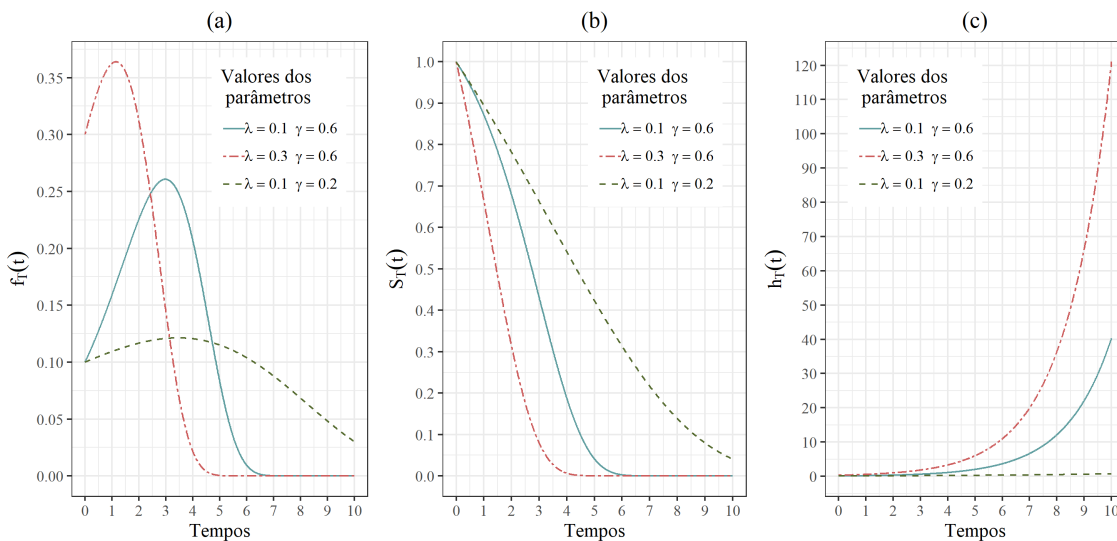 (a)
0.35
0.30
0.25
0.20
0.15
0.10
0.05
0.00
f_T(t)
Valores dos
parâmetros
λ = 0.1 γ = 0.6
λ = 0.3 γ = 0.6
λ = 0.1 γ = 0.2
0 1 2 3 4 5 6 7 8 9 10
Tempos
(b)
1.0
0.9
0.8
0.7
0.6
0.5
0.4
0.3
0.2
0.1
0.0
S_T(t)
Valores dos
parâmetros
λ = 0.1 γ = 0.6
λ = 0.3 γ = 0.6
λ = 0.1 γ = 0.2
0 1 2 3 4 5 6 7 8 9 10
Tempos
(c)
120
110
100
90
80
70
60
50
40
30
20
10
0
h_T(t)
Valores dos
parâmetros
λ = 0.1 γ = 0.6
λ = 0.3 γ = 0.6
λ = 0.1 γ = 0.2
0 1 2 3 4 5 6 7 8 9 10
Tempos